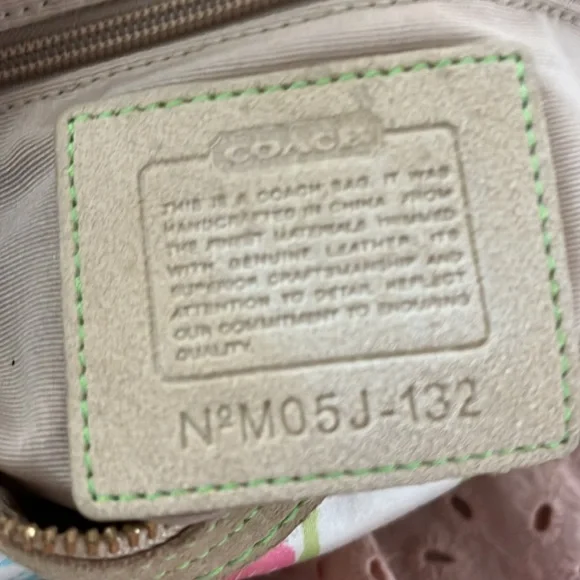 COACH
THIS IS A COACH BAG. IT WAS
HANDCRAFTED IN CHINA FROM
THE FINEST MATERIALS TRIMMED
WITH GENUINE LEATHER. ITS
SUPERIOR CRAFTSMANSHIP AND
ATTENTION TO DETAIL REFLECT
OUR COMMITMENT TO ENDURING
QUALITY.
NºM05J-132